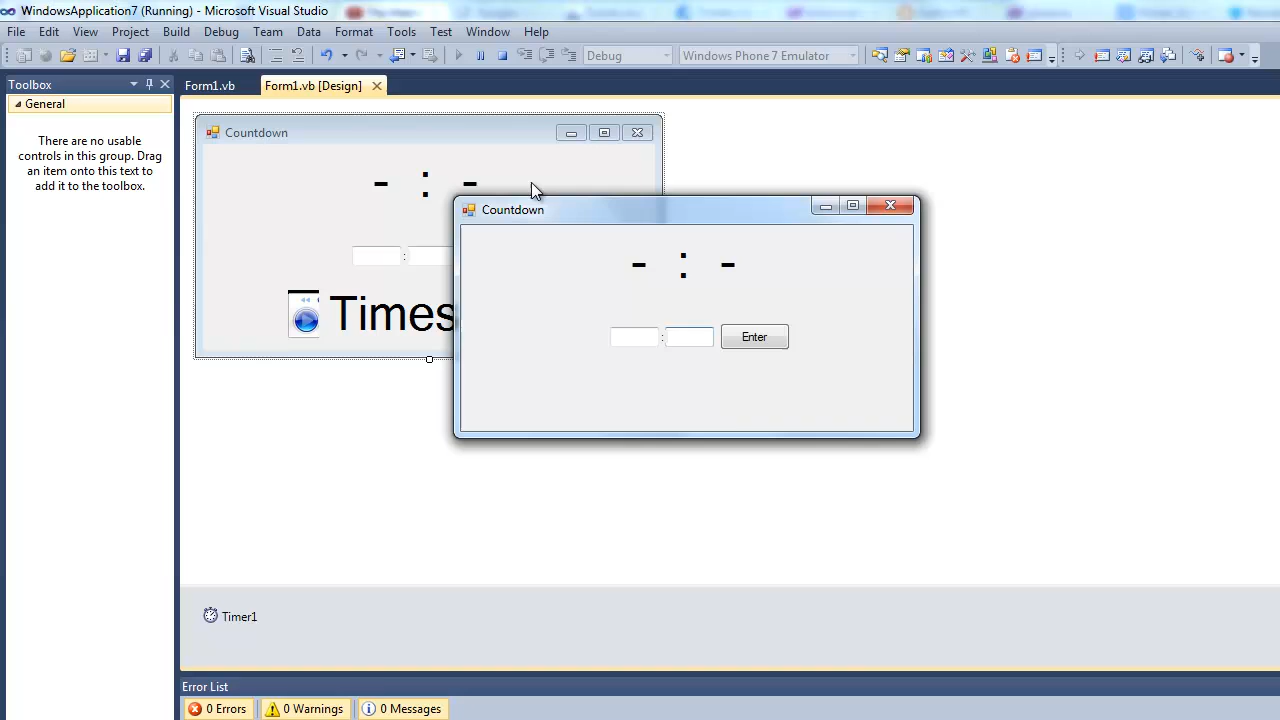 WindowsApplication7 (Running) - Microsoft Visual Studio
File Edit View Project Build Debug Team Data Format Architecture Tools Test Window Help
Debug Windows Phone 7 Emulator
Toolbox Form1.vb Form1.vb [Design]
General
There are no usable
controls in this group. Drag
an item onto this text to
add it to the toolbox.
Countdown
- : -
:
Times
Countdown
- : -
: Enter
Timer1
Error List
0 Errors 0 Warnings 0 Messages